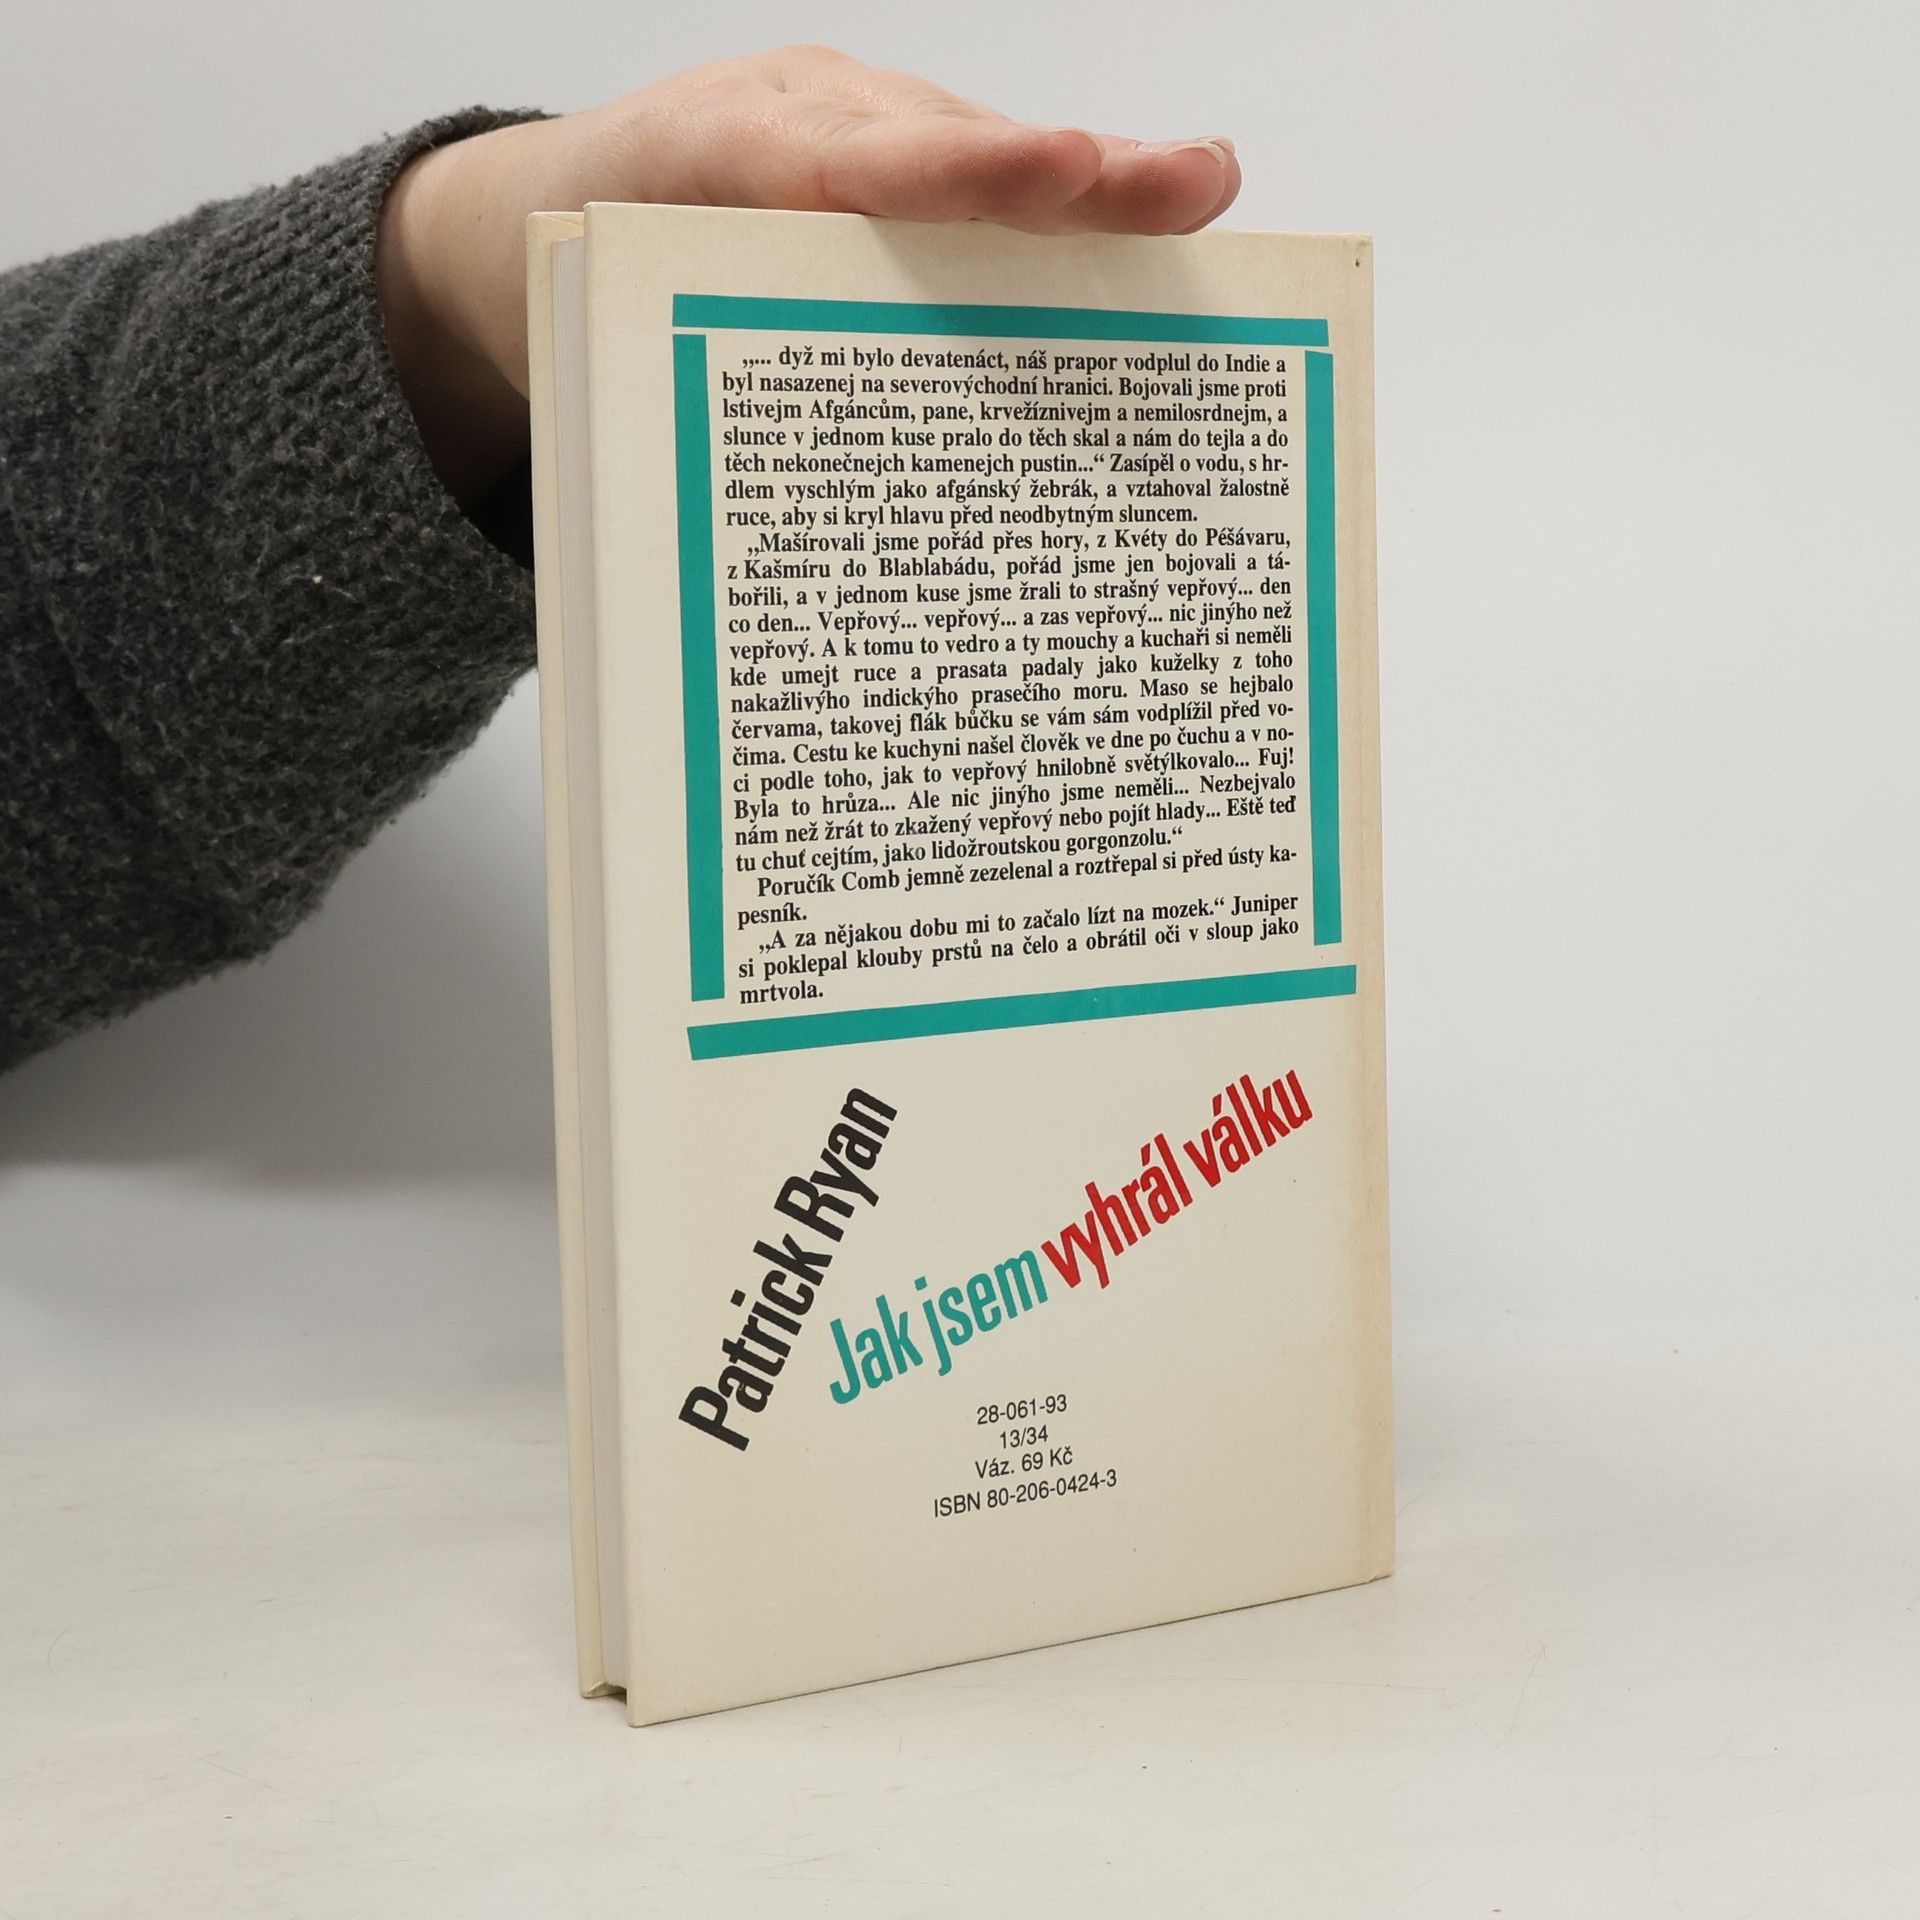 „... dyž mi bylo devatenáct, náš prapor vodplul do Indie a
byl nasazenej na severovýchodní hranici. Bojovali jsme proti
lstivejm Afgáncům, pane, krvežíznivejm a nemilosrdnejm, a
slunce v jednom kuse pralo do těch skal a nám do tejla a do
těch nekonečnejch kamenejch pustin...“ Zasípěl o vodu, s hr-
dlem vyschlým jako afgánský žebrák, a vztahoval žalostně
ruce, aby si kryl hlavu před neodbytným sluncem.
„Mašírovali jsme pořád přes hory, z Kvéty do Péšávaru,
z Kašmíru do Blablabádu, pořád jsme jen bojovali a tá-
bořili, a v jednom kuse jsme žrali to strašný vepřový... den
co den... Vepřový... vepřový... a zas vepřový... nic jinýho než
vepřový. A k tomu to vedro a ty mouchy a kuchaři si neměli
kde umejt ruce a prasata padaly jako kuželky z toho
nakažlivýho indickýho prasečího moru. Maso se hejbalo
červama, takovej flák bůčku se vám sám vodplížil před vo-
čima. Cestu ke kuchyni našel člověk ve dne po čuchu a v no-
ci podle toho, jak to vepřový hnilobně světýlkovalo... Fuj!
Byla to hrůza... Ale nic jinýho jsme neměli... Nezbejvalo
nám než žrát to zkažený vepřový nebo pojít hlady... Eště teď
tu chuť cejtím, jako lidožroutskou gorgonzolu.“
Poručík Comb jemně zezelenal a roztřepal si před ústy ka-
pesník.
„A za nějakou dobu mi to začalo lízt na mozek.“ Juniper
si poklepal klouby prstů na čelo a obrátil oči v sloup jako
mrtvola.
Patrick Ryan
Jak jsem vyhrál válku
28-061-93
13/34
Váz. 69 Kč
ISBN 80-206-0424-3